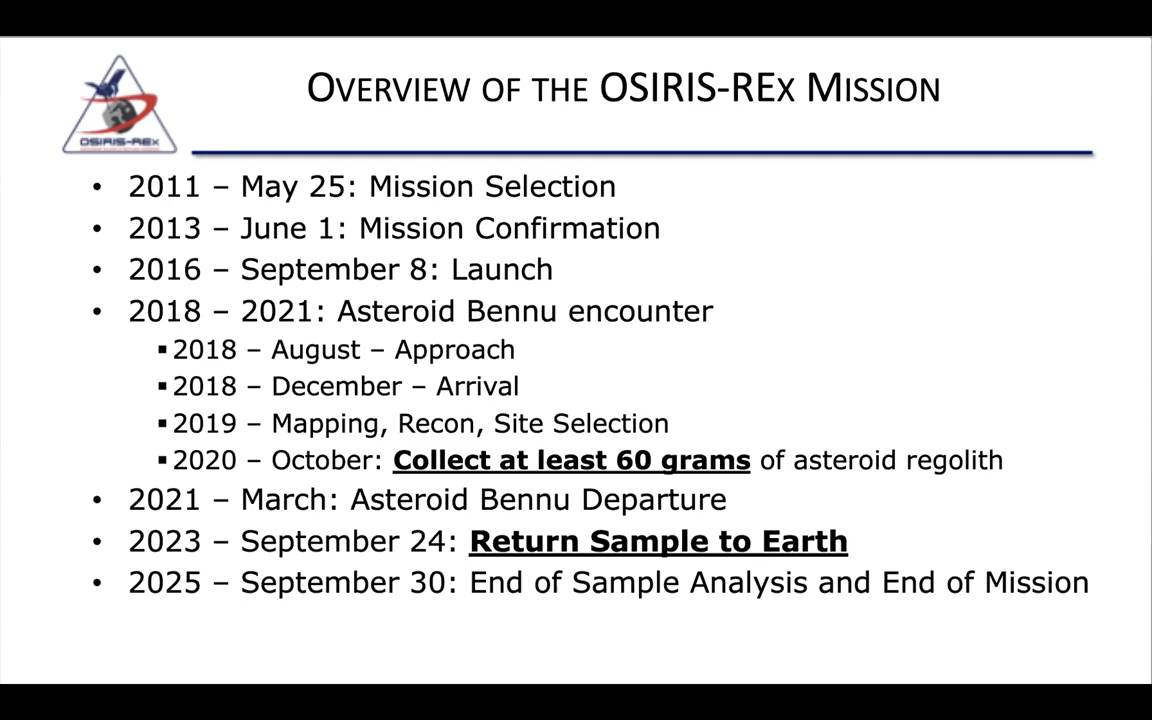 OSIRIS-REx
OVERVIEW OF THE OSIRIS-REX MISSION
• 2011 – May 25: Mission Selection
• 2013 – June 1: Mission Confirmation
• 2016 – September 8: Launch
• 2018 – 2021: Asteroid Bennu encounter
▪ 2018 – August – Approach
▪ 2018 – December – Arrival
▪ 2019 – Mapping, Recon, Site Selection
▪ 2020 – October: Collect at least 60 grams of asteroid regolith
• 2021 – March: Asteroid Bennu Departure
• 2023 – September 24: Return Sample to Earth
• 2025 – September 30: End of Sample Analysis and End of Mission